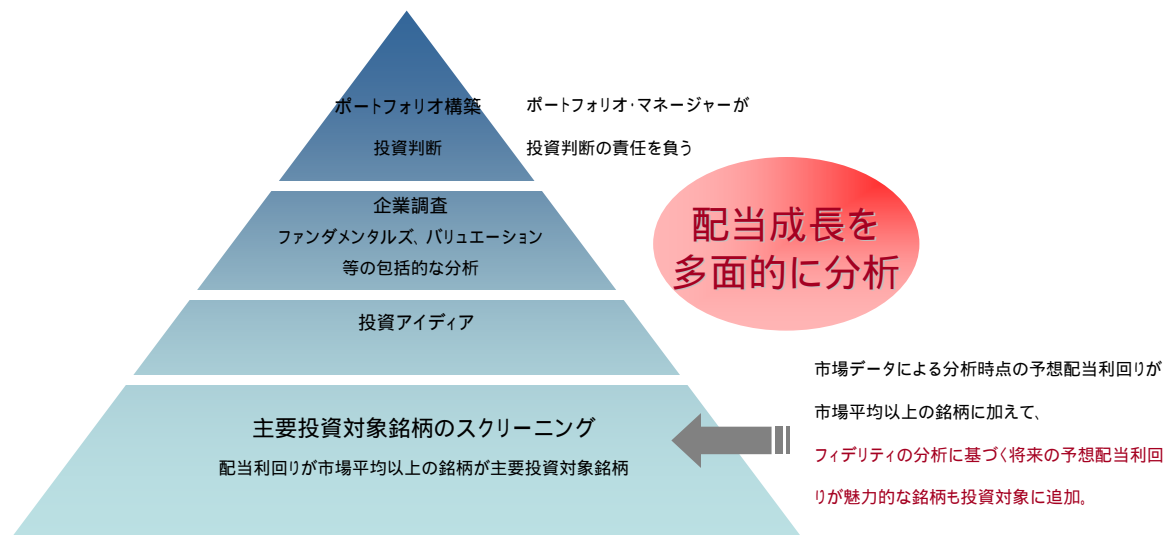 ポートフォリオ構築
投資判断
ポートフォリオ・マネージャーが
投資判断の責任を負う
企業調査
ファンダメンタルズ、バリュエーション
等の包括的な分析
配当成長を
多面的に分析
投資アイディア
主要投資対象銘柄のスクリーニング
配当利回りが市場平均以上の銘柄が主要投資対象銘柄
市場データによる分析時点の予想配当利回りが
市場平均以上の銘柄に加えて、
フィデリティの分析に基づく将来の予想配当利回
りが魅力的な銘柄も投資対象に追加。